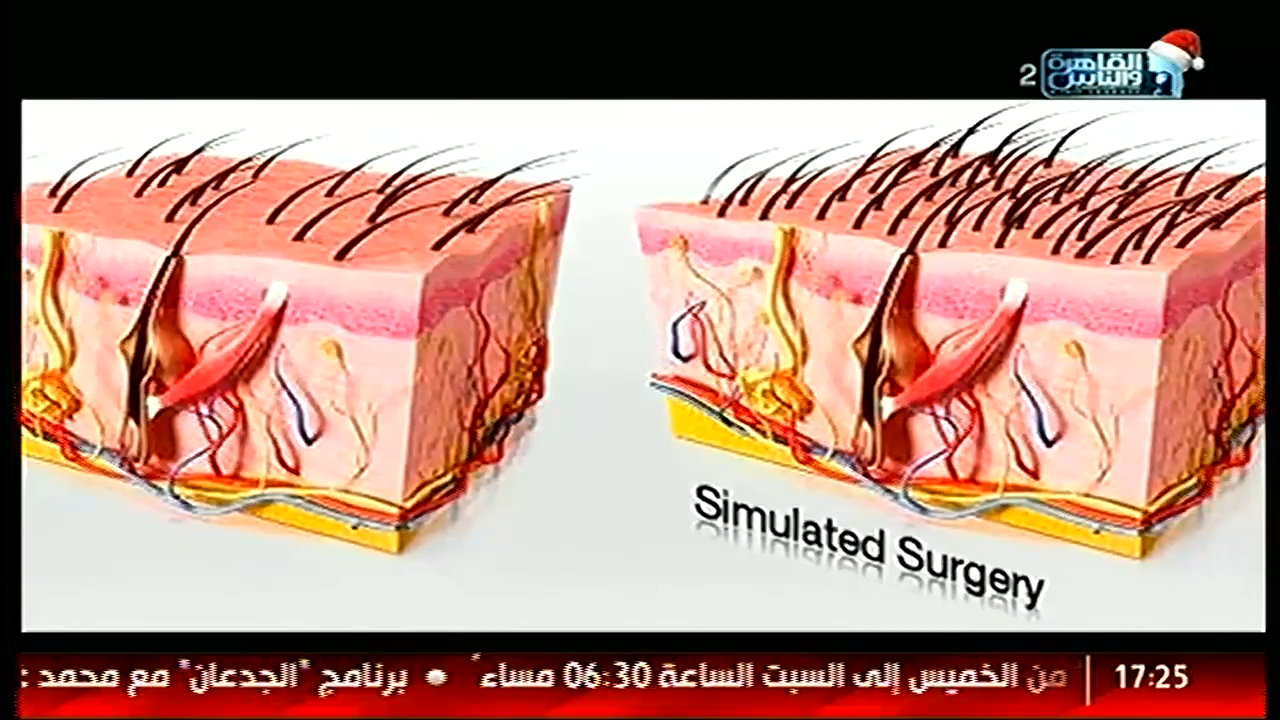 القاهرة
والناس
2
Simulated Surgery
17:25
من الخميس إلى السبت الساعة 06:30 مساءً • برنامج "الجدعان" مع محمد